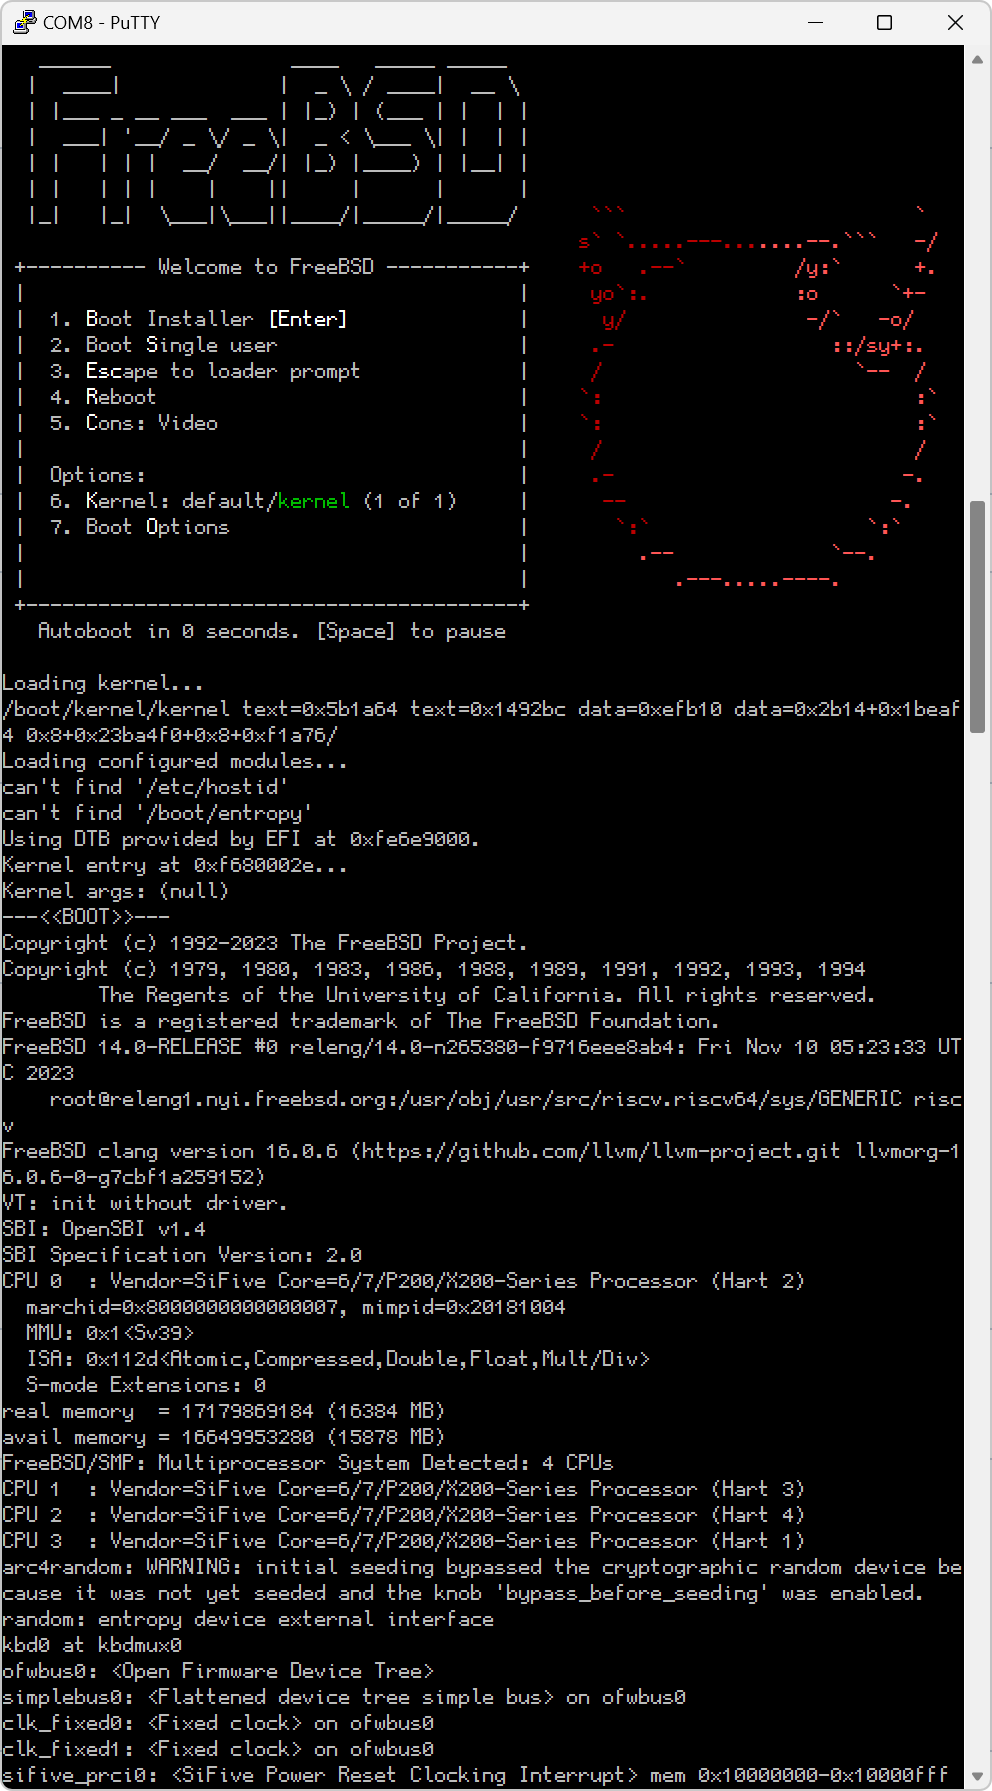 COM8 - PuTTY
FreeBSD
+---------- Welcome to FreeBSD -----------+
1. Boot Installer [Enter]
2. Boot Single user
3. Escape to loader prompt
4. Reboot
5. Cons: Video
Options:
6. Kernel: default/kernel (1 of 1)
7. Boot Options
Autoboot in 0 seconds. [Space] to pause
Loading kernel...
/boot/kernel/kernel text=0x5b1a64 text=0x1492bc data=0xefb10 data=0x2b14+0x1beaf
4 0x8+0x23ba4f0+0x8+0xf1a76/
Loading configured modules...
can't find '/etc/hostid'
can't find '/boot/entropy'
Using DTB provided by EFI at 0xfe6e9000.
Kernel entry at 0xf680002e...
Kernel args: (null)
---<<BOOT>>---
Copyright (c) 1992-2023 The FreeBSD Project.
Copyright (c) 1979, 1980, 1983, 1986, 1988, 1989, 1991, 1992, 1993, 1994
The Regents of the University of California. All rights reserved.
FreeBSD is a registered trademark of The FreeBSD Foundation.
FreeBSD 14.0-RELEASE #0 releng/14.0-n265380-f9716eee8ab4: Fri Nov 10 05:23:33 UT
C 2023
root@releng1.nyi.freebsd.org:/usr/obj/usr/src/riscv.riscv64/sys/GENERIC risc
v
FreeBSD clang version 16.0.6 (https://github.com/llvm/llvm-project.git llvmorg-1
6.0.6-0-g7cbf1a259152)
VT: init without driver.
SBI: OpenSBI v1.4
SBI Specification Version: 2.0
CPU 0  : Vendor=SiFive Core=6/7/P200/X200-Series Processor (Hart 2)
marchid=0x8000000000000007, mimpid=0x20181004
MMU: 0x1<Sv39>
ISA: 0x112d<Atomic,Compressed,Double,Float,Mult/Div>
S-mode Extensions: 0
real memory  = 17179869184 (16384 MB)
avail memory = 16649953280 (15878 MB)
FreeBSD/SMP: Multiprocessor System Detected: 4 CPUs
CPU 1  : Vendor=SiFive Core=6/7/P200/X200-Series Processor (Hart 3)
CPU 2  : Vendor=SiFive Core=6/7/P200/X200-Series Processor (Hart 4)
CPU 3  : Vendor=SiFive Core=6/7/P200/X200-Series Processor (Hart 1)
arc4random: WARNING: initial seeding bypassed the cryptographic random device be
cause it was not yet seeded and the knob 'bypass_before_seeding' was enabled.
random: entropy device external interface
kbd0 at kbdmux0
ofwbus0: <Open Firmware Device Tree>
simplebus0: <Flattened device tree simple bus> on ofwbus0
clk_fixed0: <Fixed clock> on ofwbus0
clk_fixed1: <Fixed clock> on ofwbus0
sifive_prci0: <SiFive Power Reset Clocking Interrupt> mem 0x10000000-0x10000fff